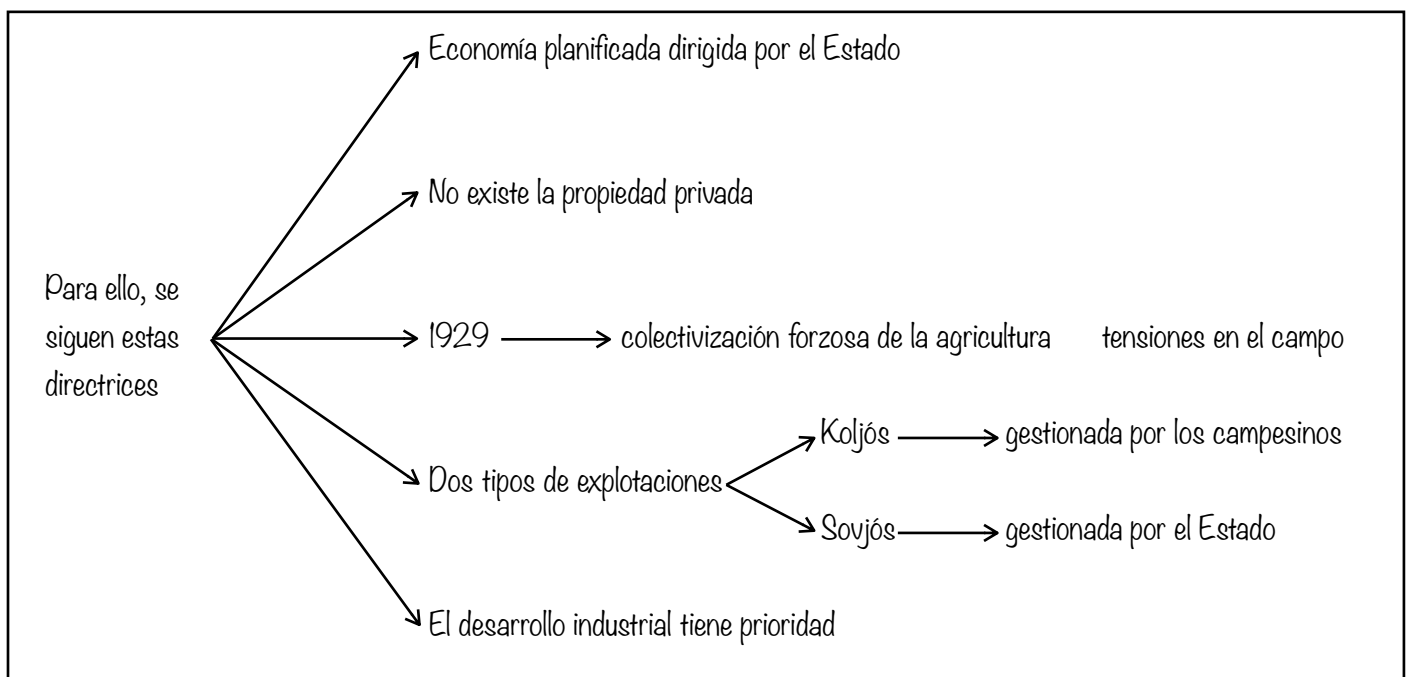 Economía planificada dirigida por el Estado
No existe la propiedad privada
Para ello, se
siguen estas
directrices
1929
colectivización forzosa de la agricultura
tensiones en el campo
Dos tipos de explotaciones
Koljós
gestionada por los campesinos
Sovjós
gestionada por el Estado
El desarrollo industrial tiene prioridad